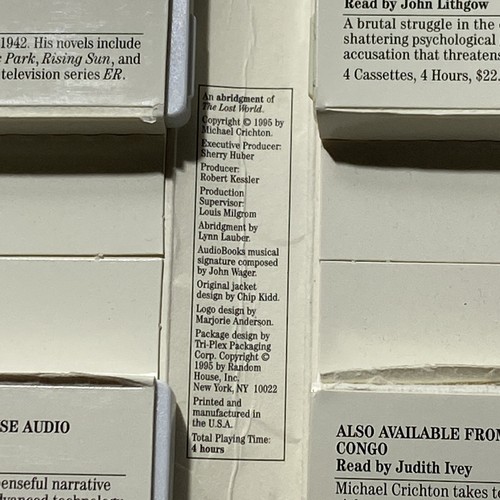 1942. His novels include
Park, Rising Sun, and
television series ER.
Read by John Lithgow
A brutal struggle in the
shattering psychological
accusation that threatens
4 Cassettes, 4 Hours, $22.
An abridgment of
The Lost World.
Copyright © 1995 by
Michael Crichton.
Executive Producer:
Sherry Huber
Producer:
Robert Kessler
Production
Supervisor:
Louis Milgrom
Abridgment by
Lynn Lauber.
AudioBooks musical
signature composed
by John Wager.
Original jacket
design by Chip Kidd.
Logo design by
Marjorie Anderson.
Package design by
Tri-Plex Packaging
Corp. Copyright ©
1995 by Random
House, Inc.
New York, NY 10022
Printed and
manufactured in
the U.S.A.
Total Playing Time:
4 hours
SE AUDIO
enseful narrative
ALSO AVAILABLE FROM
CONGO
Read by Judith Ivey
Michael Crichton takes